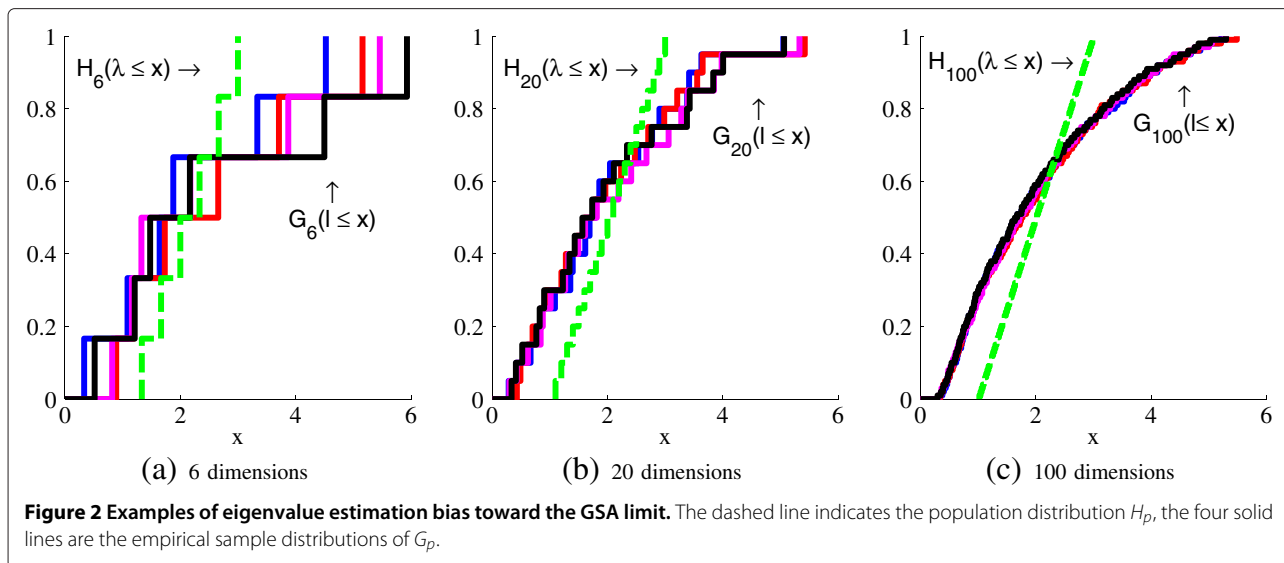 1
0.8
0.6
0.4
0.2
0
H6(λ ≤ x) →
↑
G6(l ≤ x)
0 2 4 6
x
(a) 6 dimensions
1
0.8
0.6
0.4
0.2
0
H20(λ ≤ x) →
↑
G20(l ≤ x)
0 2 4 6
x
(b) 20 dimensions
1
0.8
0.6
0.4
0.2
0
H100(λ ≤ x) →
↑
G100(l ≤ x)
0 2 4 6
x
(c) 100 dimensions
Figure 2 Examples of eigenvalue estimation bias toward the GSA limit. The dashed line indicates the population distribution Hp, the four solid
lines are the empirical sample distributions of Gp.